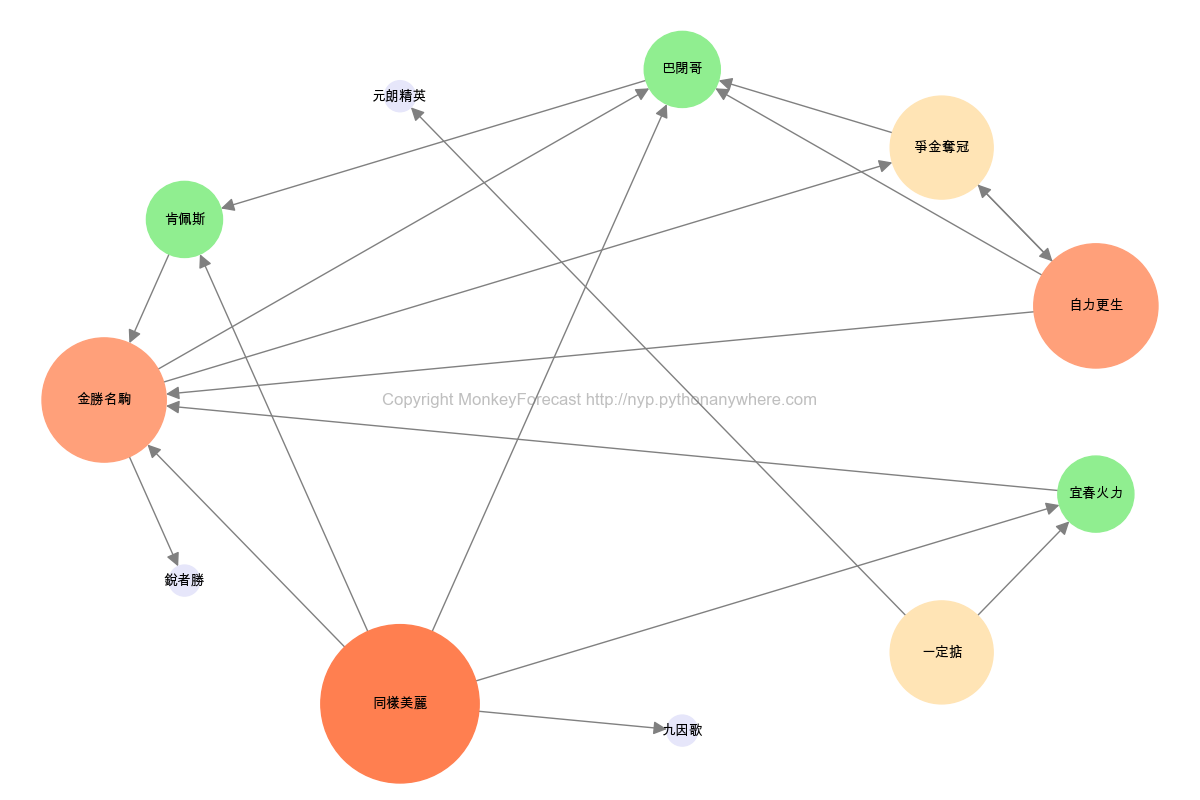 巴閉哥
元朗精英
爭金奪冠
肯佩斯
自力更生
金勝名駒
Copyright MonkeyForecast http://nyp.pythonanywhere.com
宜春火力
銳者勝
一定掂
同樣美麗
九因歌